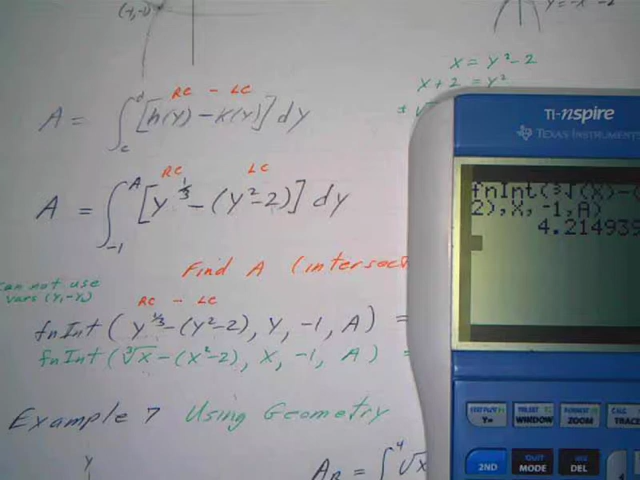 (-1,-1)
y = -x - 2
x = y² - 2
x + 2 = y²
± √
RC - LC
A = ∫_c^d [h(y) - k(y)] dy
RC LC
A = ∫_{-1}^A [y^{1/3} - (y² - 2)] dy
Find A (intersect
can not use
vars (Y₁-Y₂)
RC - LC
fnInt ( y^{1/3} - (y² - 2), y, -1, A ) =
fnInt ( ∛x - (x² - 2), X, -1, A ) =
Example 7 Using Geometry
y
A_R = ∫^4 √x
TI-nspire
TEXAS INSTRUMENTS
fnInt(³√(X)-(
2),X,-1,A)
4.214939
Y=
WINDOW
ZOOM
TRACE
2ND
QUIT
MODE
DEL